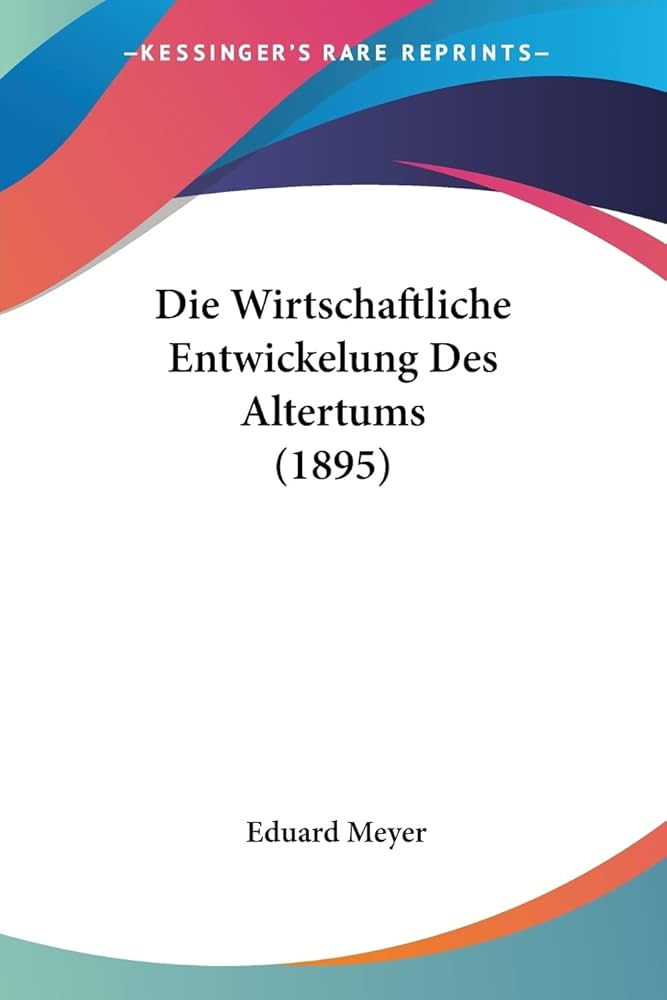 —KESSINGER'S RARE REPRINTS—
Die Wirtschaftliche
Entwickelung Des
Altertums
(1895)
Eduard Meyer